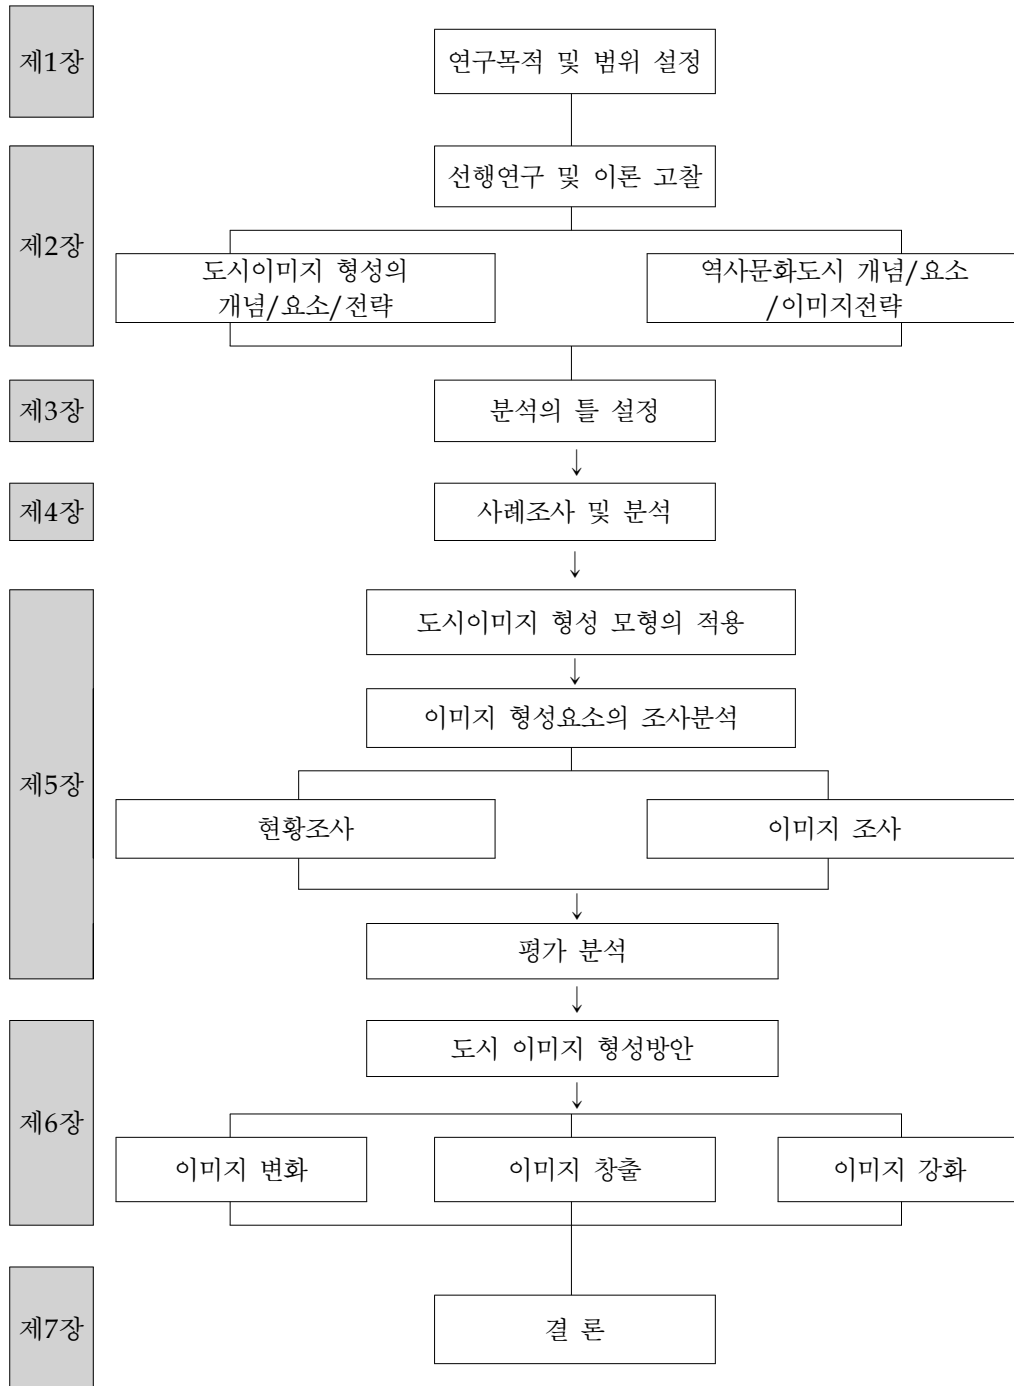 제1장
연구목적 및 범위 설정
제2장
선행연구 및 이론 고찰
도시이미지 형성의
개념/요소/전략
역사문화도시 개념/요소
/이미지전략
제3장
분석의 틀 설정
제4장
사례조사 및 분석
제5장
도시이미지 형성 모형의 적용
이미지 형성요소의 조사분석
현황조사
이미지 조사
평가 분석
제6장
도시 이미지 형성방안
이미지 변화
이미지 창출
이미지 강화
제7장
결 론